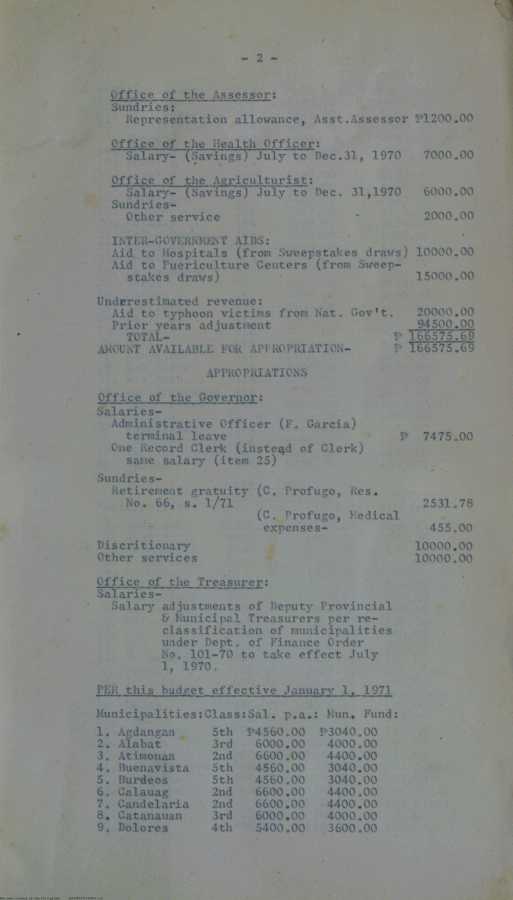 - 2 -
Office of the Assessor:
Sundries:
Representation allowance, Asst.Assessor ₱1200.00
Office of the Health Officer:
Salary- (Savings) July to Dec.31, 1970 7000.00
Office of the Agriculturist:
Salary- (Savings) July to Dec. 31,1970 6000.00
Sundries-
Other service 2000.00
INTER-GOVERNMENT AIDS:
Aid to Hospitals (from Sweepstakes draws) 10000.00
Aid to Puericulture Centers (from Sweep-
stakes draws) 15000.00
Underestimated revenue:
Aid to typhoon victims from Nat. Gov't. 20000.00
Prior years adjustment 94500.00
TOTAL- ₱ 166575.69
AMOUNT AVAILABLE FOR APPROPRIATION- ₱ 166575.69
APPROPRIATIONS
Office of the Governor:
Salaries-
Administrative Officer (F. Garcia)
terminal leave ₱ 7475.00
One Record Clerk (instead of Clerk)
same salary (item 25)
Sundries-
Retirement gratuity (C. Profugo, Res.
No. 66, s. 1/71 2531.78
(C. Profugo, Medical
expenses- 455.00
Discritionary 10000.00
Other services 10000.00
Office of the Treasurer:
Salaries-
Salary adjustments of Deputy Provincial
& Municipal Treasurers per re-
classification of municipalities
under Dept. of Finance Order
No. 101-70 to take effect July
1, 1970.
PER this budget effective January 1, 1971
Municipalities:Class:Sal. p.a.: Mun. Fund:
1. Agdangan 5th ₱4560.00 ₱3040.00
2. Alabat 3rd 6000.00 4000.00
3. Atimonan 2nd 6600.00 4400.00
4. Buenavista 5th 4560.00 3040.00
5. Burdeos 5th 4560.00 3040.00
6. Calauag 2nd 6600.00 4400.00
7. Candelaria 2nd 6600.00 4400.00
8. Catanauan 3rd 6000.00 4000.00
9. Dolores 4th 5400.00 3600.00